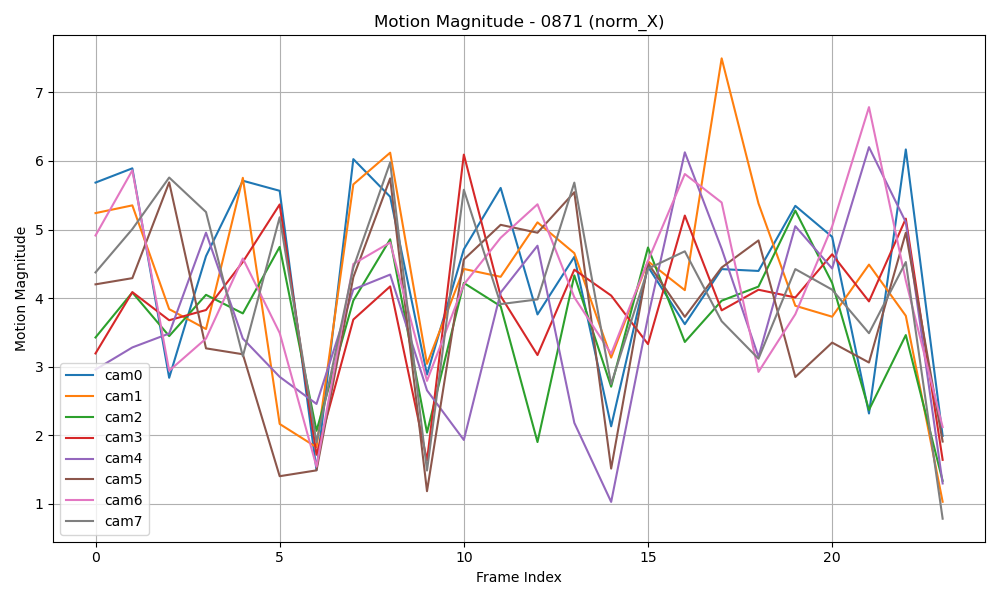 Motion Magnitude - 0871 (norm_X)
Motion Magnitude
7
6
5
4
3
2
1
cam0
cam1
cam2
cam3
cam4
cam5
cam6
cam7
0
5
10
15
20
Frame Index